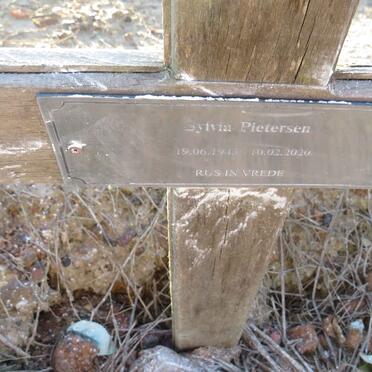 Sylvia Pietersen
19.06.1943 - 10.02.2020
RUS IN VREDE